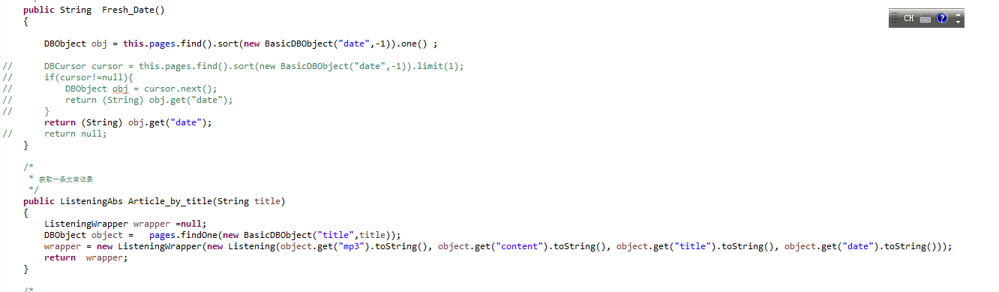 */
public String  Fresh_Date()
{
DBObject obj = this.pages.find().sort(new BasicDBObject("date",-1)).one() ;
//      DBCursor cursor = this.pages.find().sort(new BasicDBObject("date",-1)).limit(1);
//      if(cursor!=null){
//          DBObject obj = cursor.next();
//          return (String) obj.get("date");
//      }
return (String) obj.get("date");
//      return null;
}
/*
* 获取一条文章记录
*/
public ListeningAbs Article_by_title(String title)
{
ListeningWrapper wrapper =null;
DBObject object =   pages.findOne(new BasicDBObject("title",title));
wrapper = new ListeningWrapper(new Listening(object.get("mp3").toString(), object.get("content").toString(), object.get("title").toString(), object.get("date").toString()));
return  wrapper;
}
/*
CH
?